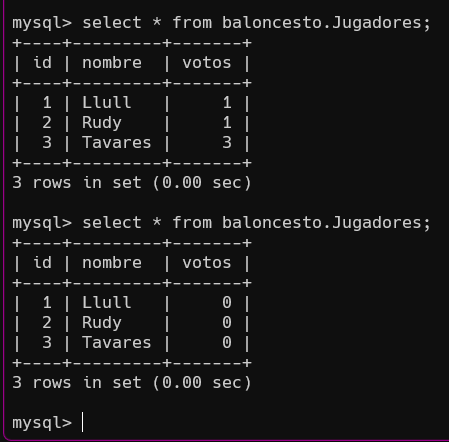 mysql> select * from baloncesto.Jugadores;
+----+---------+-------+
| id | nombre  | votos |
+----+---------+-------+
|  1 | Llull   |     1 |
|  2 | Rudy    |     1 |
|  3 | Tavares |     3 |
+----+---------+-------+
3 rows in set (0.00 sec)

mysql> select * from baloncesto.Jugadores;
+----+---------+-------+
| id | nombre  | votos |
+----+---------+-------+
|  1 | Llull   |     0 |
|  2 | Rudy    |     0 |
|  3 | Tavares |     0 |
+----+---------+-------+
3 rows in set (0.00 sec)

mysql>